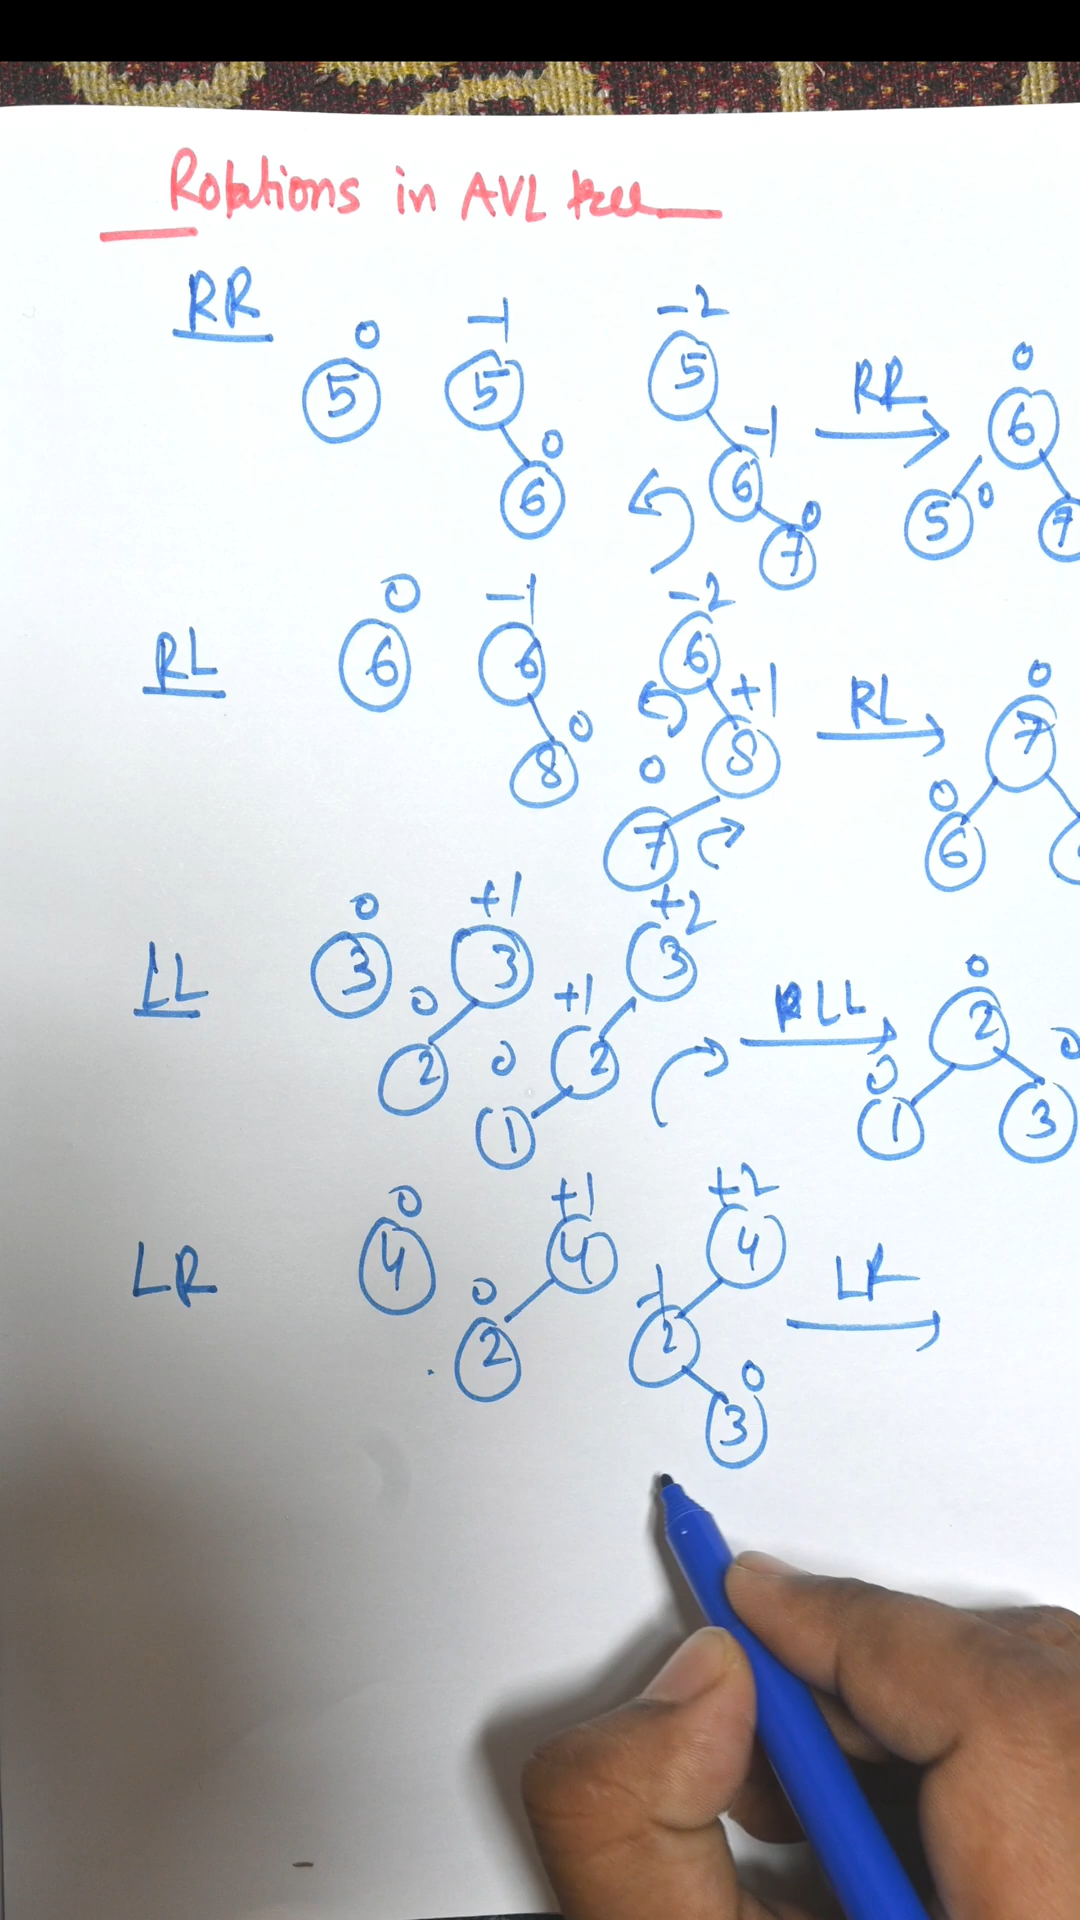 Rotations in AVL tree
RR
0 -1 -2
5 5 5 RR 0
0 -1 6
6 6 0 5 0 7
7
RL
0 -1 -2
6 6 6 +1 RL 0
0 8 0 8 7
7 0 6
LL
0 +1 +2
3 3 3 LL 0
0 +1 2
2 0 2 0 0
1 1 3
LR
0 +1 +2
4 4 4 LR
0 -1
2 2 0
3